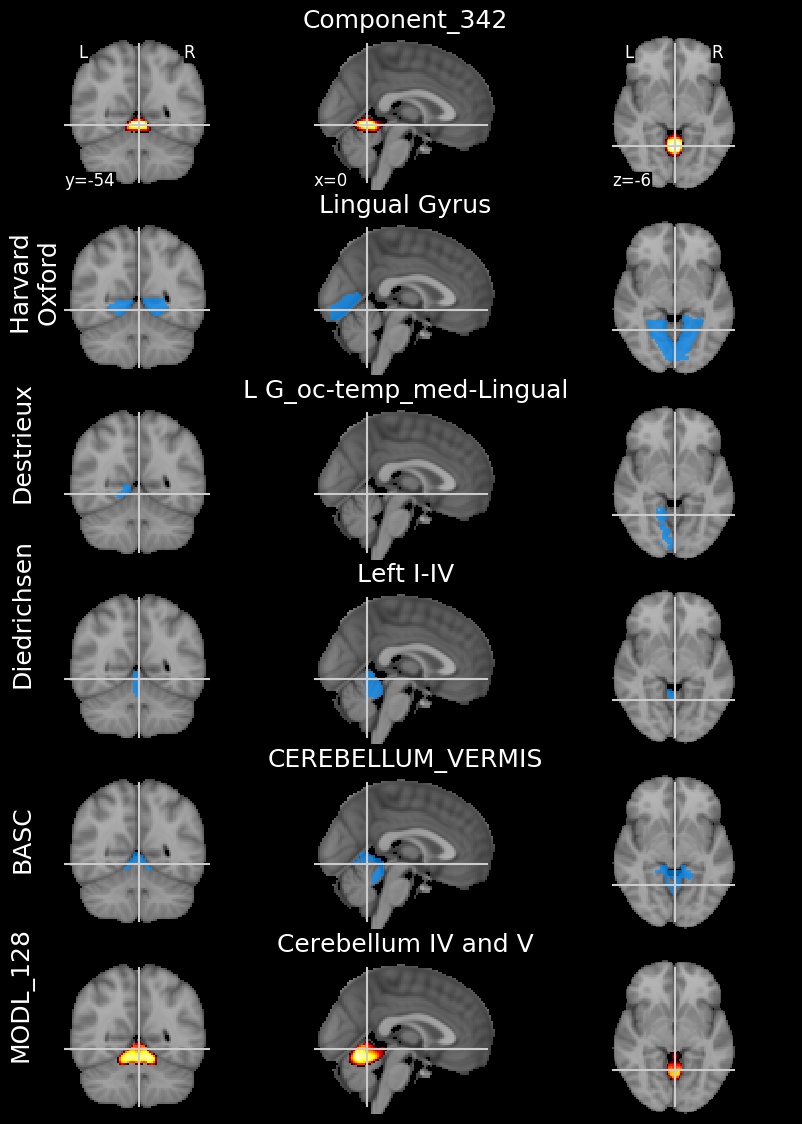 Component_342
L R
L R
y=-54
x=0
z=-6
Harvard
Oxford
Lingual Gyrus
Destrieux
L G_oc-temp_med-Lingual
Diedrichsen
Left I-IV
BASC
CEREBELLUM_VERMIS
MODL_128
Cerebellum IV and V